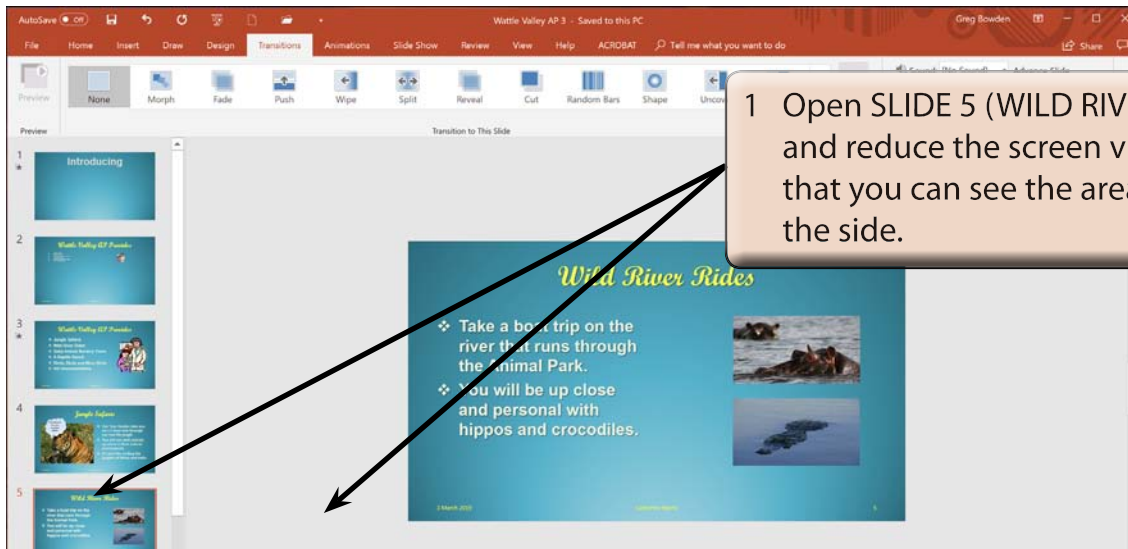 AutoSave Off Wattle Valley AP 3 - Saved to this PC Greg Bowden
File Home Insert Draw Design Transitions Animations Slide Show Review View Help ACROBAT Tell me what you want to do Share
Preview None Morph Fade Push Wipe Split Reveal Cut Random Bars Shape Uncov
Preview Transition to This Slide
1 Open SLIDE 5 (WILD RIV
and reduce the screen v
that you can see the area
the side.
1
Introducing
2
Wattle Valley AP Provides
3
Wattle Valley AP Provides
4
Jungle Safaris
5
Wild River Rides
Wild River Rides
❖ Take a boat trip on the
river that runs through
the Animal Park.
❖ You will be up close
and personal with
hippos and crocodiles.
5